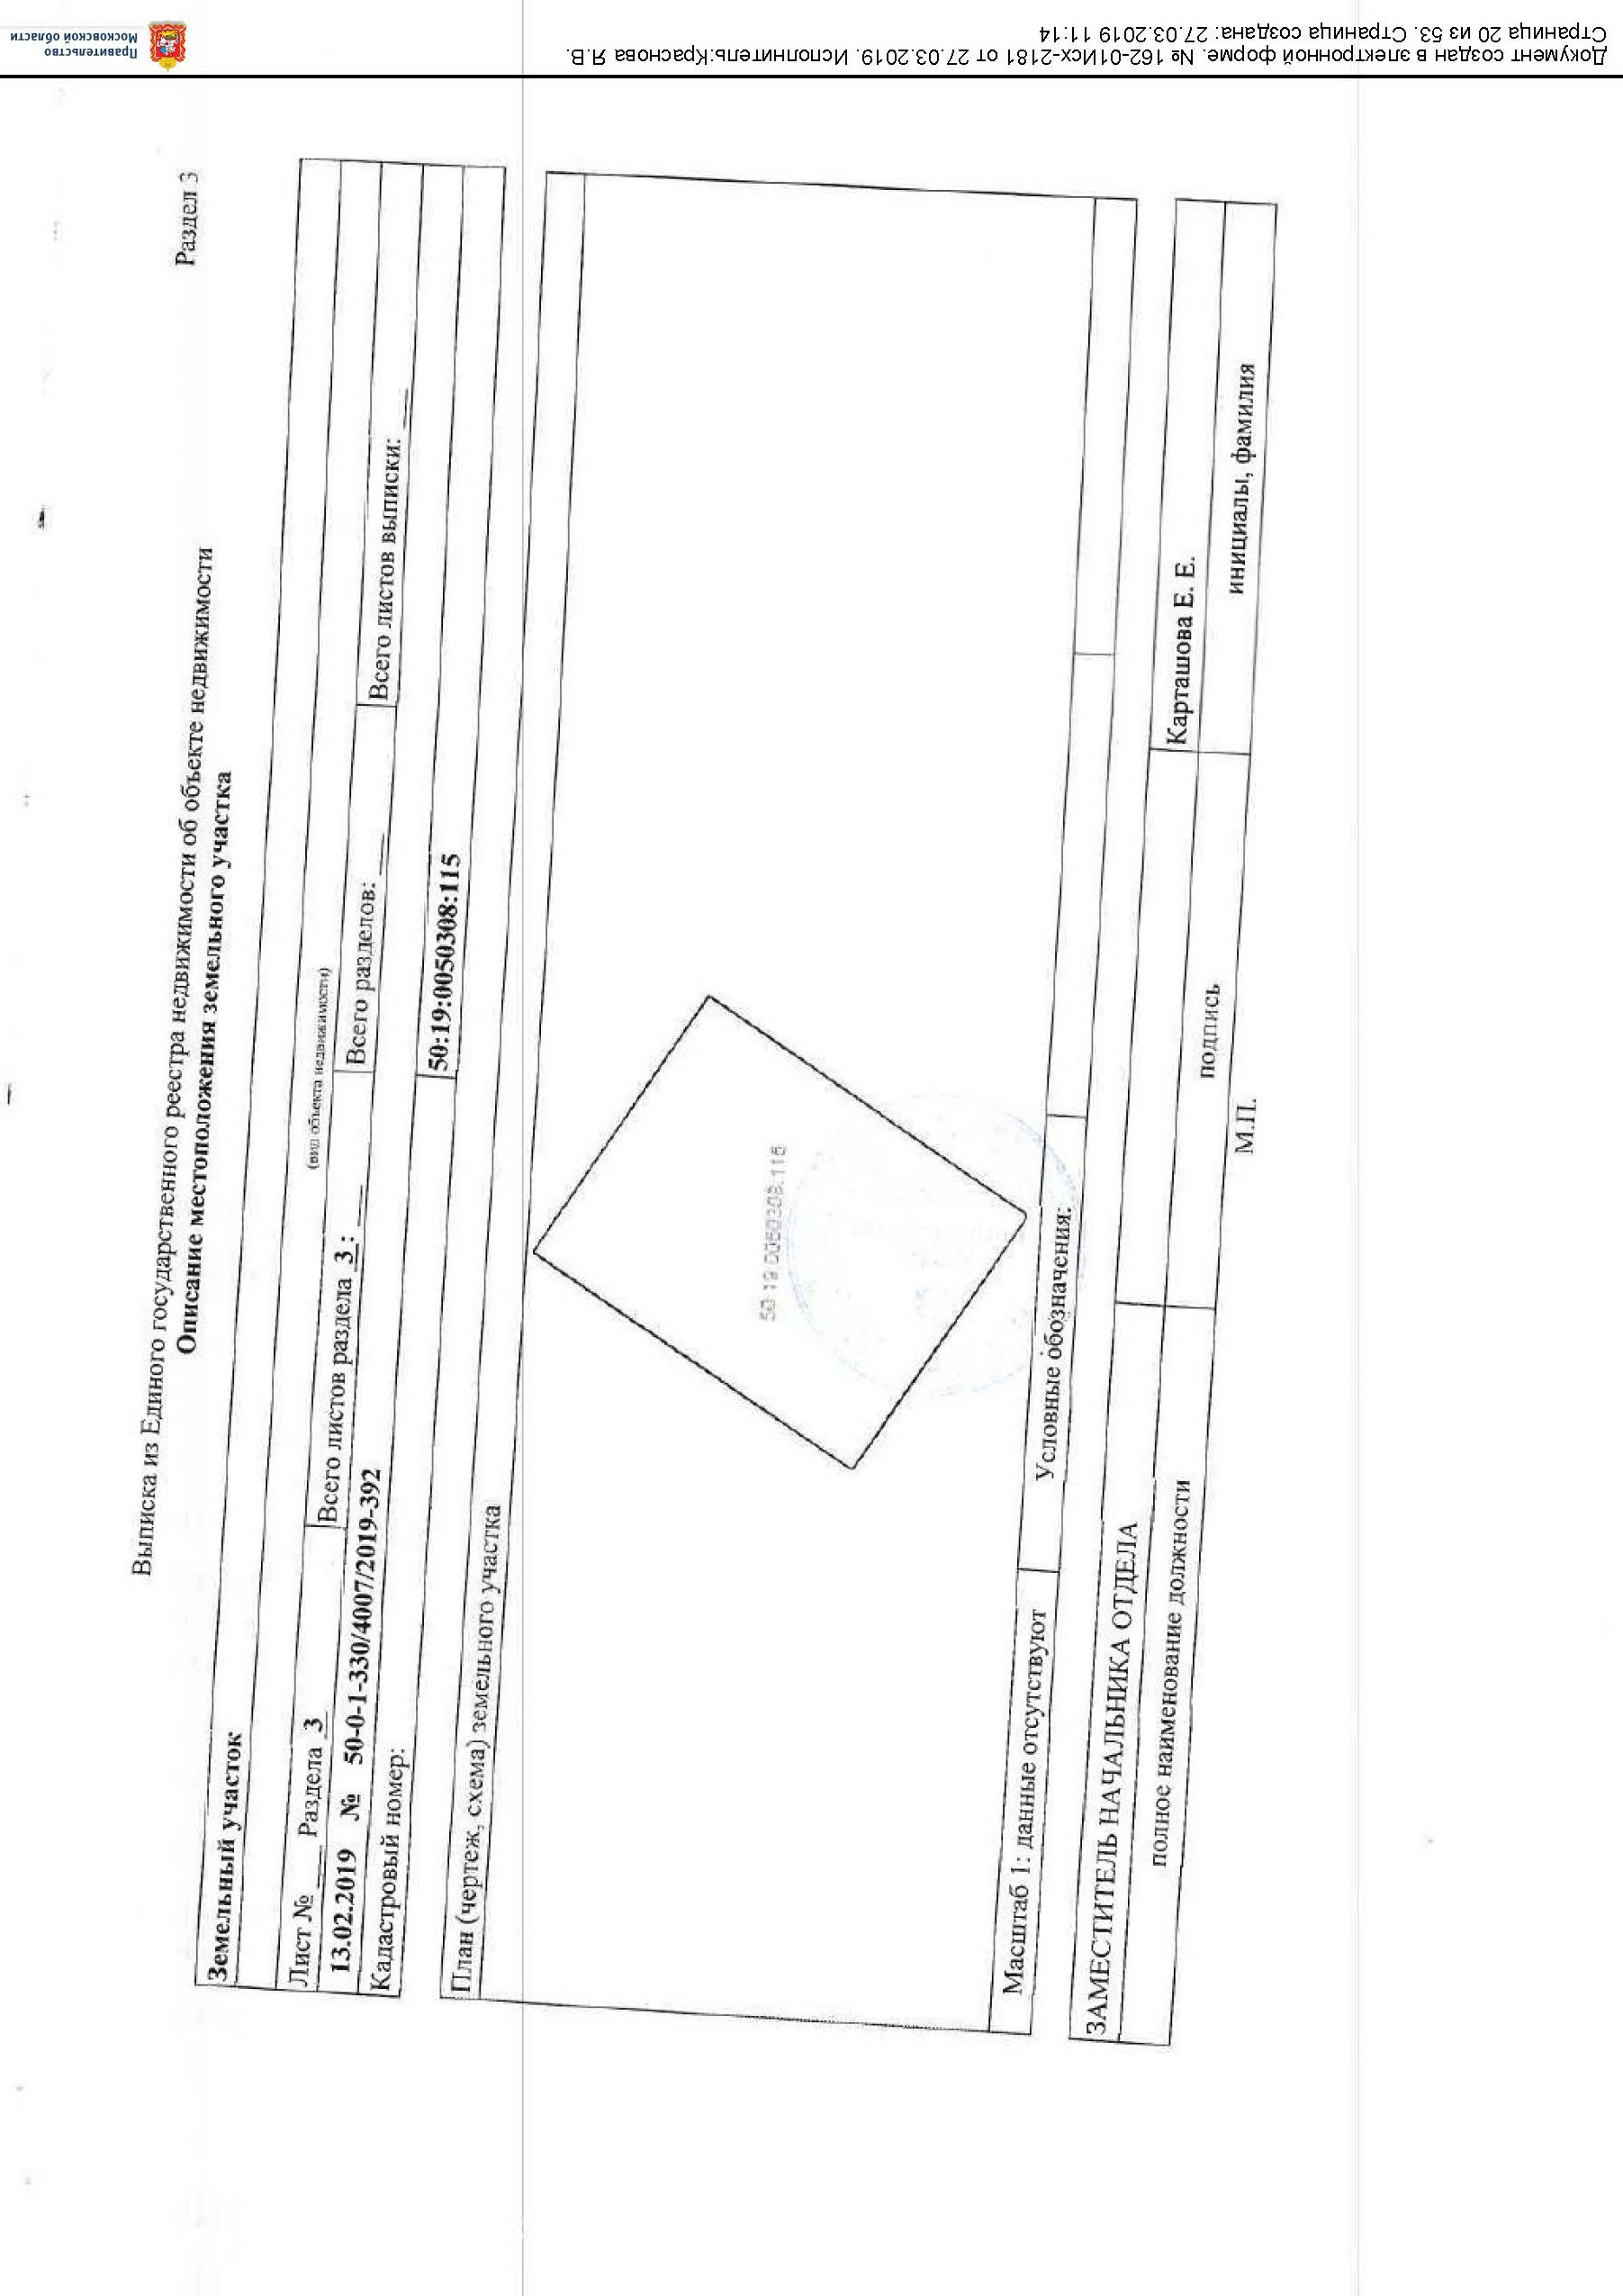 Документ создан в электронной форме. № 162-01Исх-2181 от 27.03.2019. Исполнитель:Краснова Я.В.
Страница 20 из 53. Страница создана: 27.03.2019 11:14
Правительство
Московской области
Раздел 3
Выписка из Единого государственного реестра недвижимости об объекте недвижимости
Описание местоположения земельного участка
Земельный участок
(вид объекта недвижимости)
Лист № ___ Раздела 3 Всего листов раздела 3 : ___ Всего разделов: ___ Всего листов выписки: ___
13.02.2019 № 50-0-1-330/4007/2019-392
Кадастровый номер: 50:19:0050308:115
План (чертеж, схема) земельного участка
50:19:0050308:115
Масштаб 1: данные отсутствуют Условные обозначения:
ЗАМЕСТИТЕЛЬ НАЧАЛЬНИКА ОТДЕЛА Карташова Е. Е.
полное наименование должности подпись инициалы, фамилия
М.П.